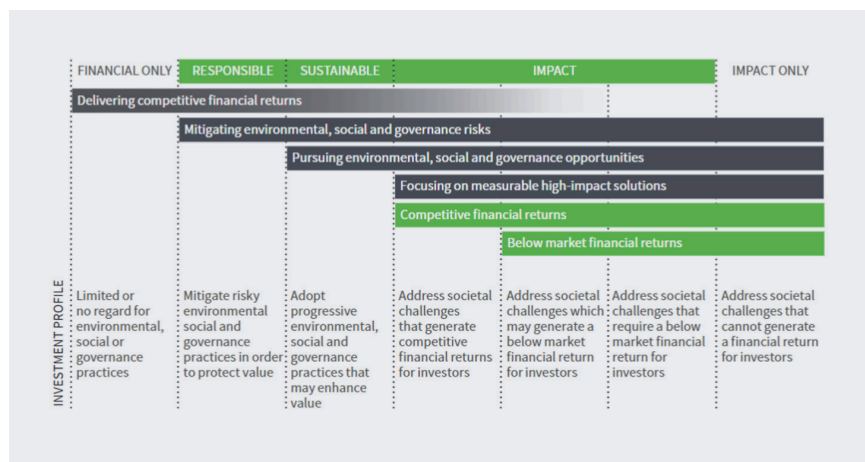 FINANCIAL ONLY
RESPONSIBLE
SUSTAINABLE
IMPACT
IMPACT ONLY
Delivering competitive financial returns
Mitigating environmental, social and governance risks
Pursuing environmental, social and governance opportunities
Focusing on measurable high-impact solutions
Competitive financial returns
Below market financial returns
INVESTMENT PROFILE
Limited or
no regard for
environmental,
social or
governance
practices
Mitigate risky
environmental
social and
governance
practices in order
to protect value
Adopt
progressive
environmental,
social and
governance
practices that
may enhance
value
Address societal
challenges
that generate
competitive
financial returns
for investors
Address societal
challenges which
may generate a
below market
financial return
for investors
Address societal
challenges that
require a below
market financial
return for
investors
Address societal
challenges that
cannot generate
a financial return
for investors